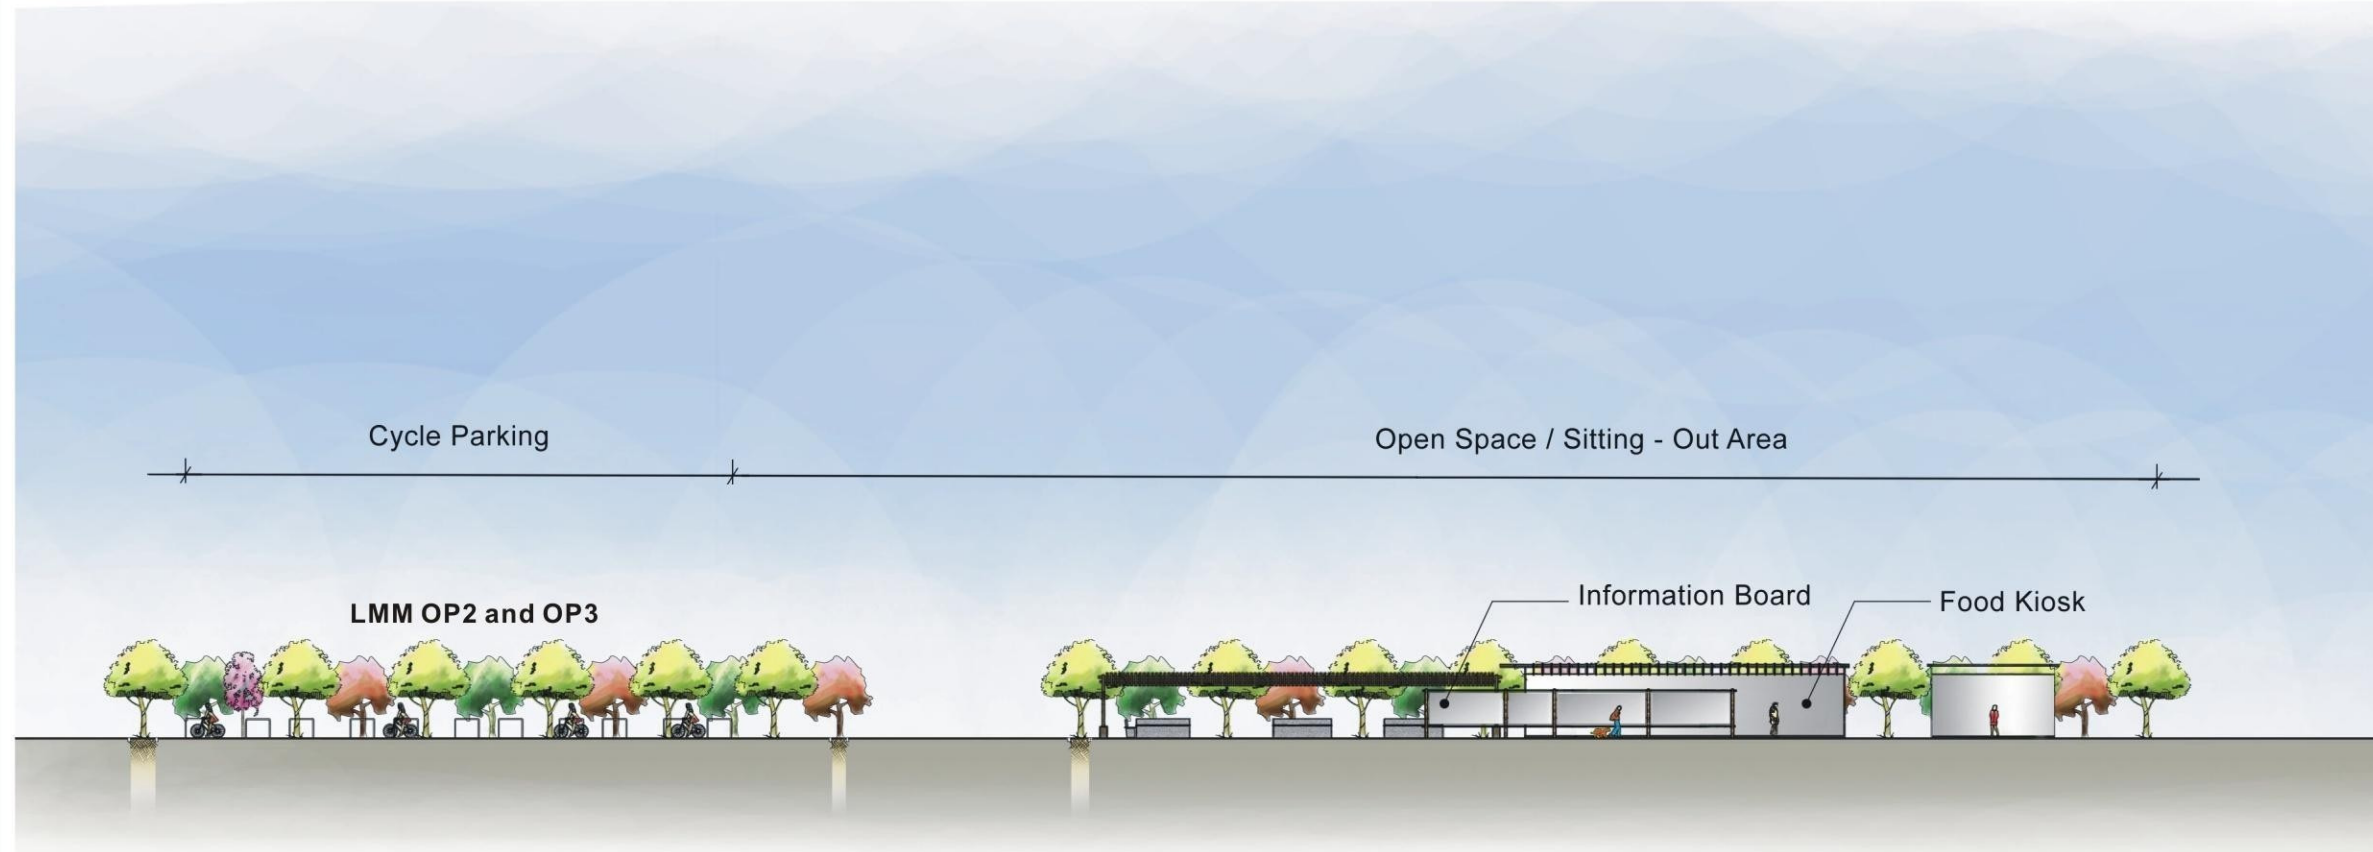 Cycle Parking
Open Space / Sitting - Out Area
LMM OP2 and OP3
Information Board
Food Kiosk